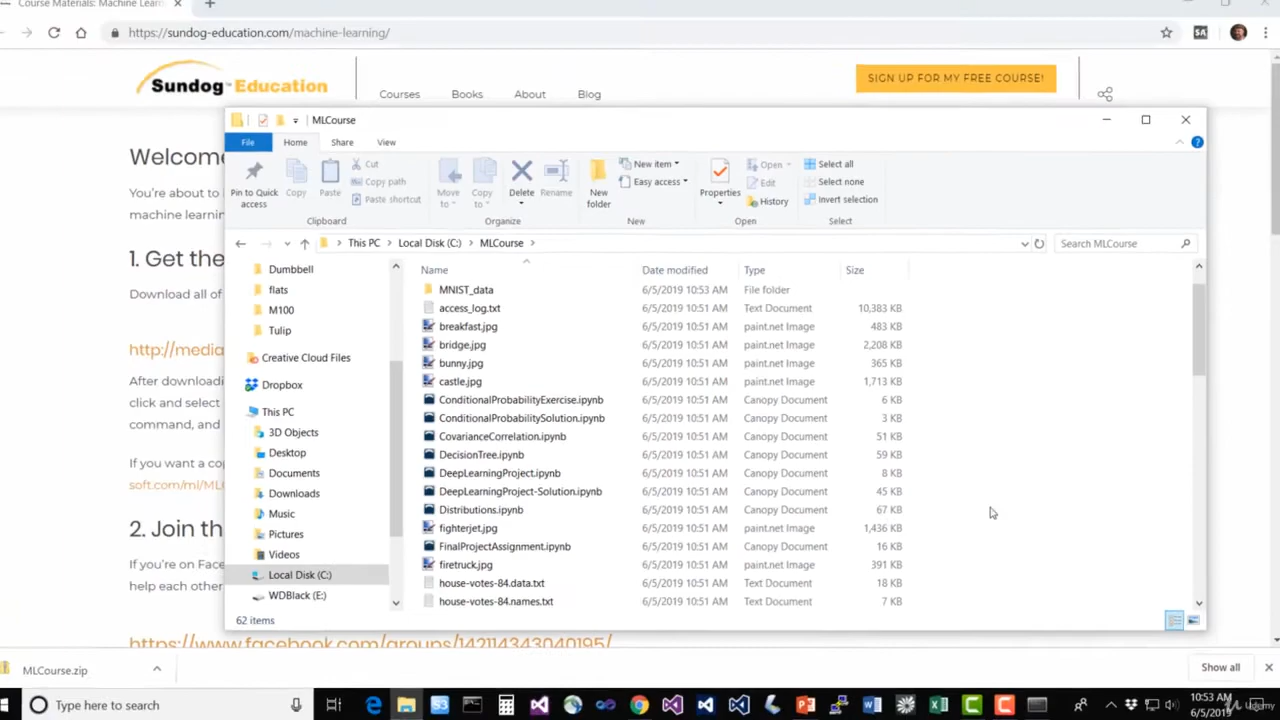 Course Materials: Machine Lear
https://sundog-education.com/machine-learning/
SA
Sundog Education
Courses
Books
About
Blog
SIGN UP FOR MY FREE COURSE!
Welcome
You're about to
machine learnin
1. Get the
Download all of
http://media
After downloadi
click and select
command, and
If you want a co
soft.com/ml/MLC
2. Join th
If you're on Face
help each other
https://www.facebook.com/groups/1421143430401957/
MLCourse
File
Home
Share
View
Pin to Quick access
Copy
Paste
Cut
Copy path
Paste shortcut
Clipboard
Move to
Copy to
Delete
Rename
Organize
New folder
New item
Easy access
New
Properties
Open
Edit
History
Open
Select all
Select none
Invert selection
Select
This PC
Local Disk (C:)
MLCourse
Search MLCourse
Dumbbell
flats
M100
Tulip
Creative Cloud Files
Dropbox
This PC
3D Objects
Desktop
Documents
Downloads
Music
Pictures
Videos
Local Disk (C:)
WDBlack (E:)
Name Date modified Type Size
MNIST_data 6/5/2019 10:53 AM File folder
access_log.txt 6/5/2019 10:51 AM Text Document 10,383 KB
breakfast.jpg 6/5/2019 10:51 AM paint.net Image 483 KB
bridge.jpg 6/5/2019 10:51 AM paint.net Image 2,208 KB
bunny.jpg 6/5/2019 10:51 AM paint.net Image 365 KB
castle.jpg 6/5/2019 10:51 AM paint.net Image 1,713 KB
ConditionalProbabilityExercise.ipynb 6/5/2019 10:51 AM Canopy Document 6 KB
ConditionalProbabilitySolution.ipynb 6/5/2019 10:51 AM Canopy Document 3 KB
CovarianceCorrelation.ipynb 6/5/2019 10:51 AM Canopy Document 51 KB
DecisionTree.ipynb 6/5/2019 10:51 AM Canopy Document 59 KB
DeepLearningProject.ipynb 6/5/2019 10:51 AM Canopy Document 8 KB
DeepLearningProject-Solution.ipynb 6/5/2019 10:51 AM Canopy Document 45 KB
Distributions.ipynb 6/5/2019 10:51 AM Canopy Document 67 KB
fighterjet.jpg 6/5/2019 10:51 AM paint.net Image 1,436 KB
FinalProjectAssignment.ipynb 6/5/2019 10:51 AM Canopy Document 16 KB
firetruck.jpg 6/5/2019 10:51 AM paint.net Image 391 KB
house-votes-84.data.txt 6/5/2019 10:51 AM Text Document 18 KB
house-votes-84.names.txt 6/5/2019 10:51 AM Text Document 7 KB
62 items
MLCourse.zip
Show all
Type here to search
10:53 AM
6/5/2019
Udemy